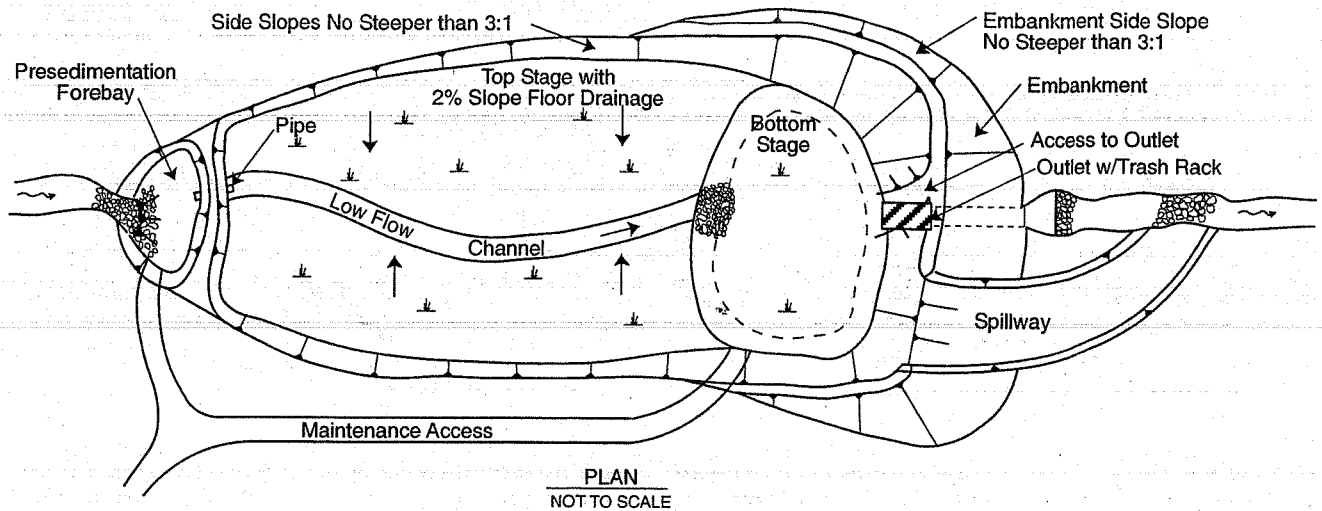 Side Slopes No Steeper than 3:1
Embankment Side Slope
No Steeper than 3:1
Presedimentation
Forebay
Top Stage with
2% Slope Floor Drainage
Embankment
Pipe
Bottom
Stage
Access to Outlet
Outlet w/Trash Rack
Low Flow
Channel
Spillway
Maintenance Access
PLAN
NOT TO SCALE